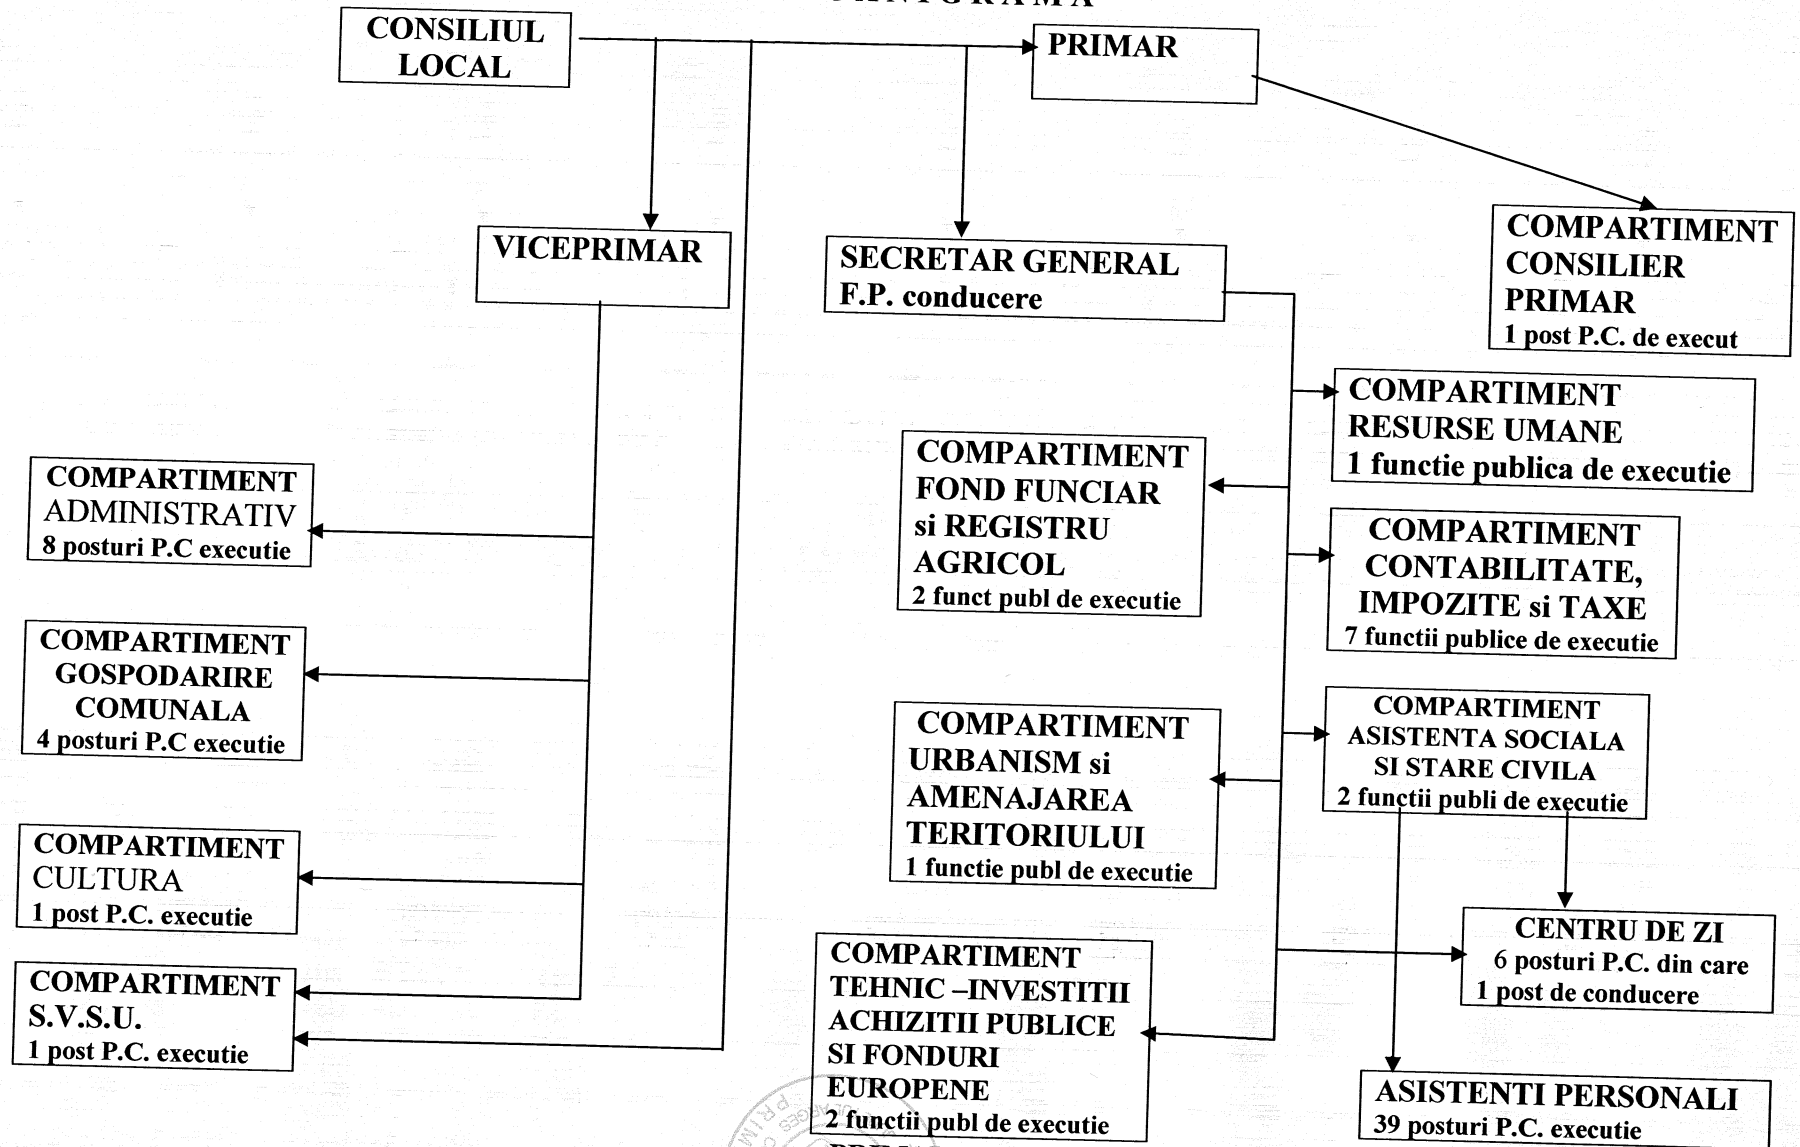 CONSILIUL
LOCAL
PRIMAR
VICEPRIMAR
SECRETAR GENERAL
F.P. conducere
COMPARTIMENT
CONSILIER
PRIMAR
1 post P.C. de execut
COMPARTIMENT
RESURSE UMANE
1 functie publica de executie
COMPARTIMENT
FOND FUNCIAR
si REGISTRU
AGRICOL
2 funct publ de executie
COMPARTIMENT
ADMINISTRATIV
8 posturi P.C executie
COMPARTIMENT
CONTABILITATE,
IMPOZITE si TAXE
7 functii publice de executie
COMPARTIMENT
GOSPODARIRE
COMUNALA
4 posturi P.C executie
COMPARTIMENT
URBANISM si
AMENAJAREA
TERITORIULUI
1 functie publ de executie
COMPARTIMENT
ASISTENTA SOCIALA
SI STARE CIVILA
2 functii publi de executie
COMPARTIMENT
CULTURA
1 post P.C. executie
CENTRU DE ZI
6 posturi P.C. din care
1 post de conducere
COMPARTIMENT
S.V.S.U.
1 post P.C. executie
COMPARTIMENT
TEHNIC –INVESTITII
ACHIZITII PUBLICE
SI FONDURI
EUROPENE
2 functii publ de executie
ASISTENTI PERSONALI
39 posturi P.C. executie